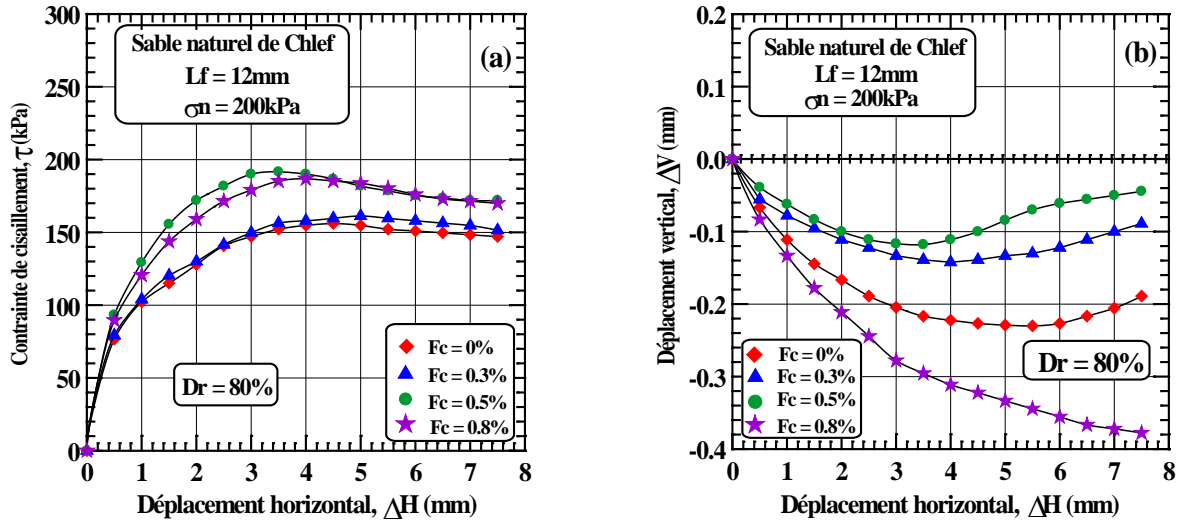 300
250
200
150
100
50
0
Contrainte de cisaillement, τ (kPa)
Sable naturel de Chlef
Lf = 12mm
σn = 200kPa
(a)
Dr = 80%
Fc = 0%
Fc = 0.3%
Fc = 0.5%
Fc = 0.8%
0 1 2 3 4 5 6 7 8
Déplacement horizontal, ΔH (mm)
0.2
0.1
0.0
-0.1
-0.2
-0.3
-0.4
Déplacement vertical, ΔV (mm)
Sable naturel de Chlef
Lf = 12mm
σn = 200kPa
(b)
Fc = 0%
Fc = 0.3%
Fc = 0.5%
Fc = 0.8%
Dr = 80%
0 1 2 3 4 5 6 7 8
Déplacement horizontal, ΔH (mm)